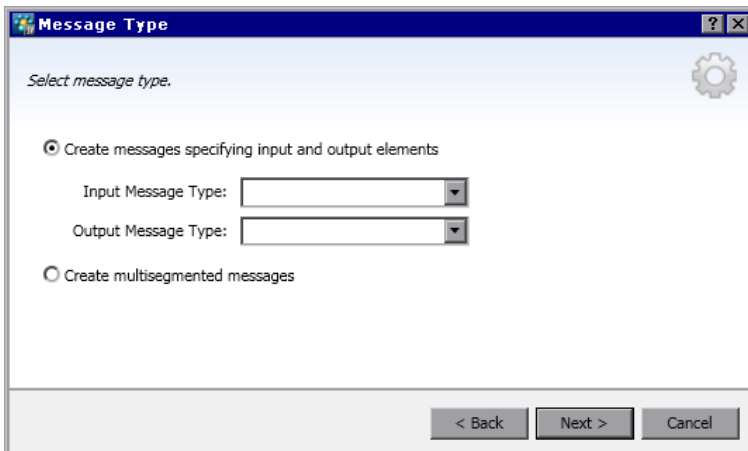 Message Type
Select message type.
Create messages specifying input and output elements
Input Message Type:
Output Message Type:
Create multisegmented messages
< Back Next > Cancel